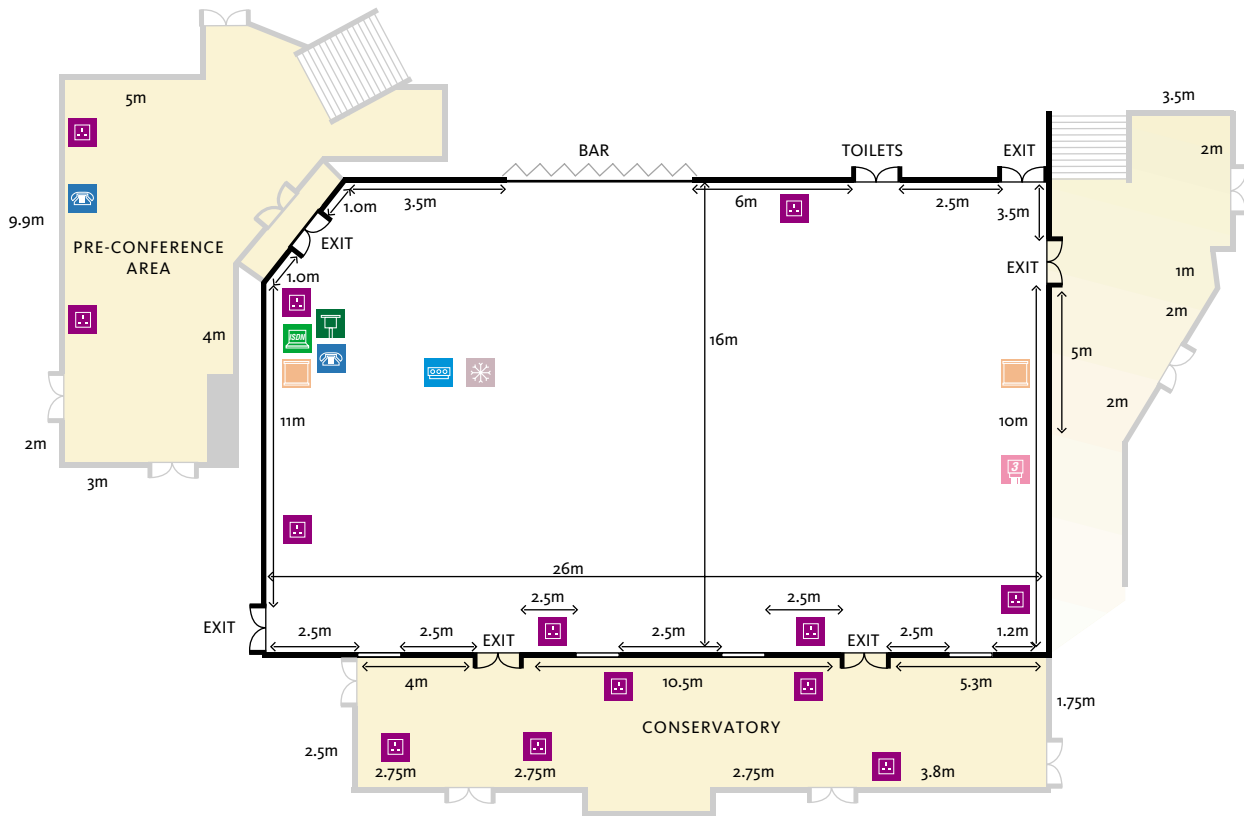 3.5m
5m
BAR
TOILETS
EXIT
2m
1.0m
3.5m
6m
2.5m
3.5m
9.9m
EXIT
PRE-CONFERENCE
AREA
EXIT
1.0m
1m
2m
4m
ISDN
16m
5m
11m
10m
2m
2m
3
3m
26m
2.5m
2.5m
EXIT
2.5m
2.5m
EXIT
2.5m
EXIT
2.5m
1.2m
4m
10.5m
5.3m
1.75m
CONSERVATORY
2.5m
2.75m
2.75m
2.75m
3.8m